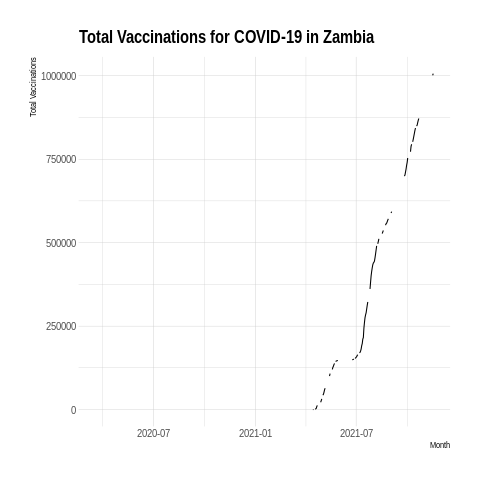 Total Vaccinations for COVID-19 in Zambia
Total Vaccinations
1000000
750000
500000
250000
0
2020-07
2021-01
2021-07
Month